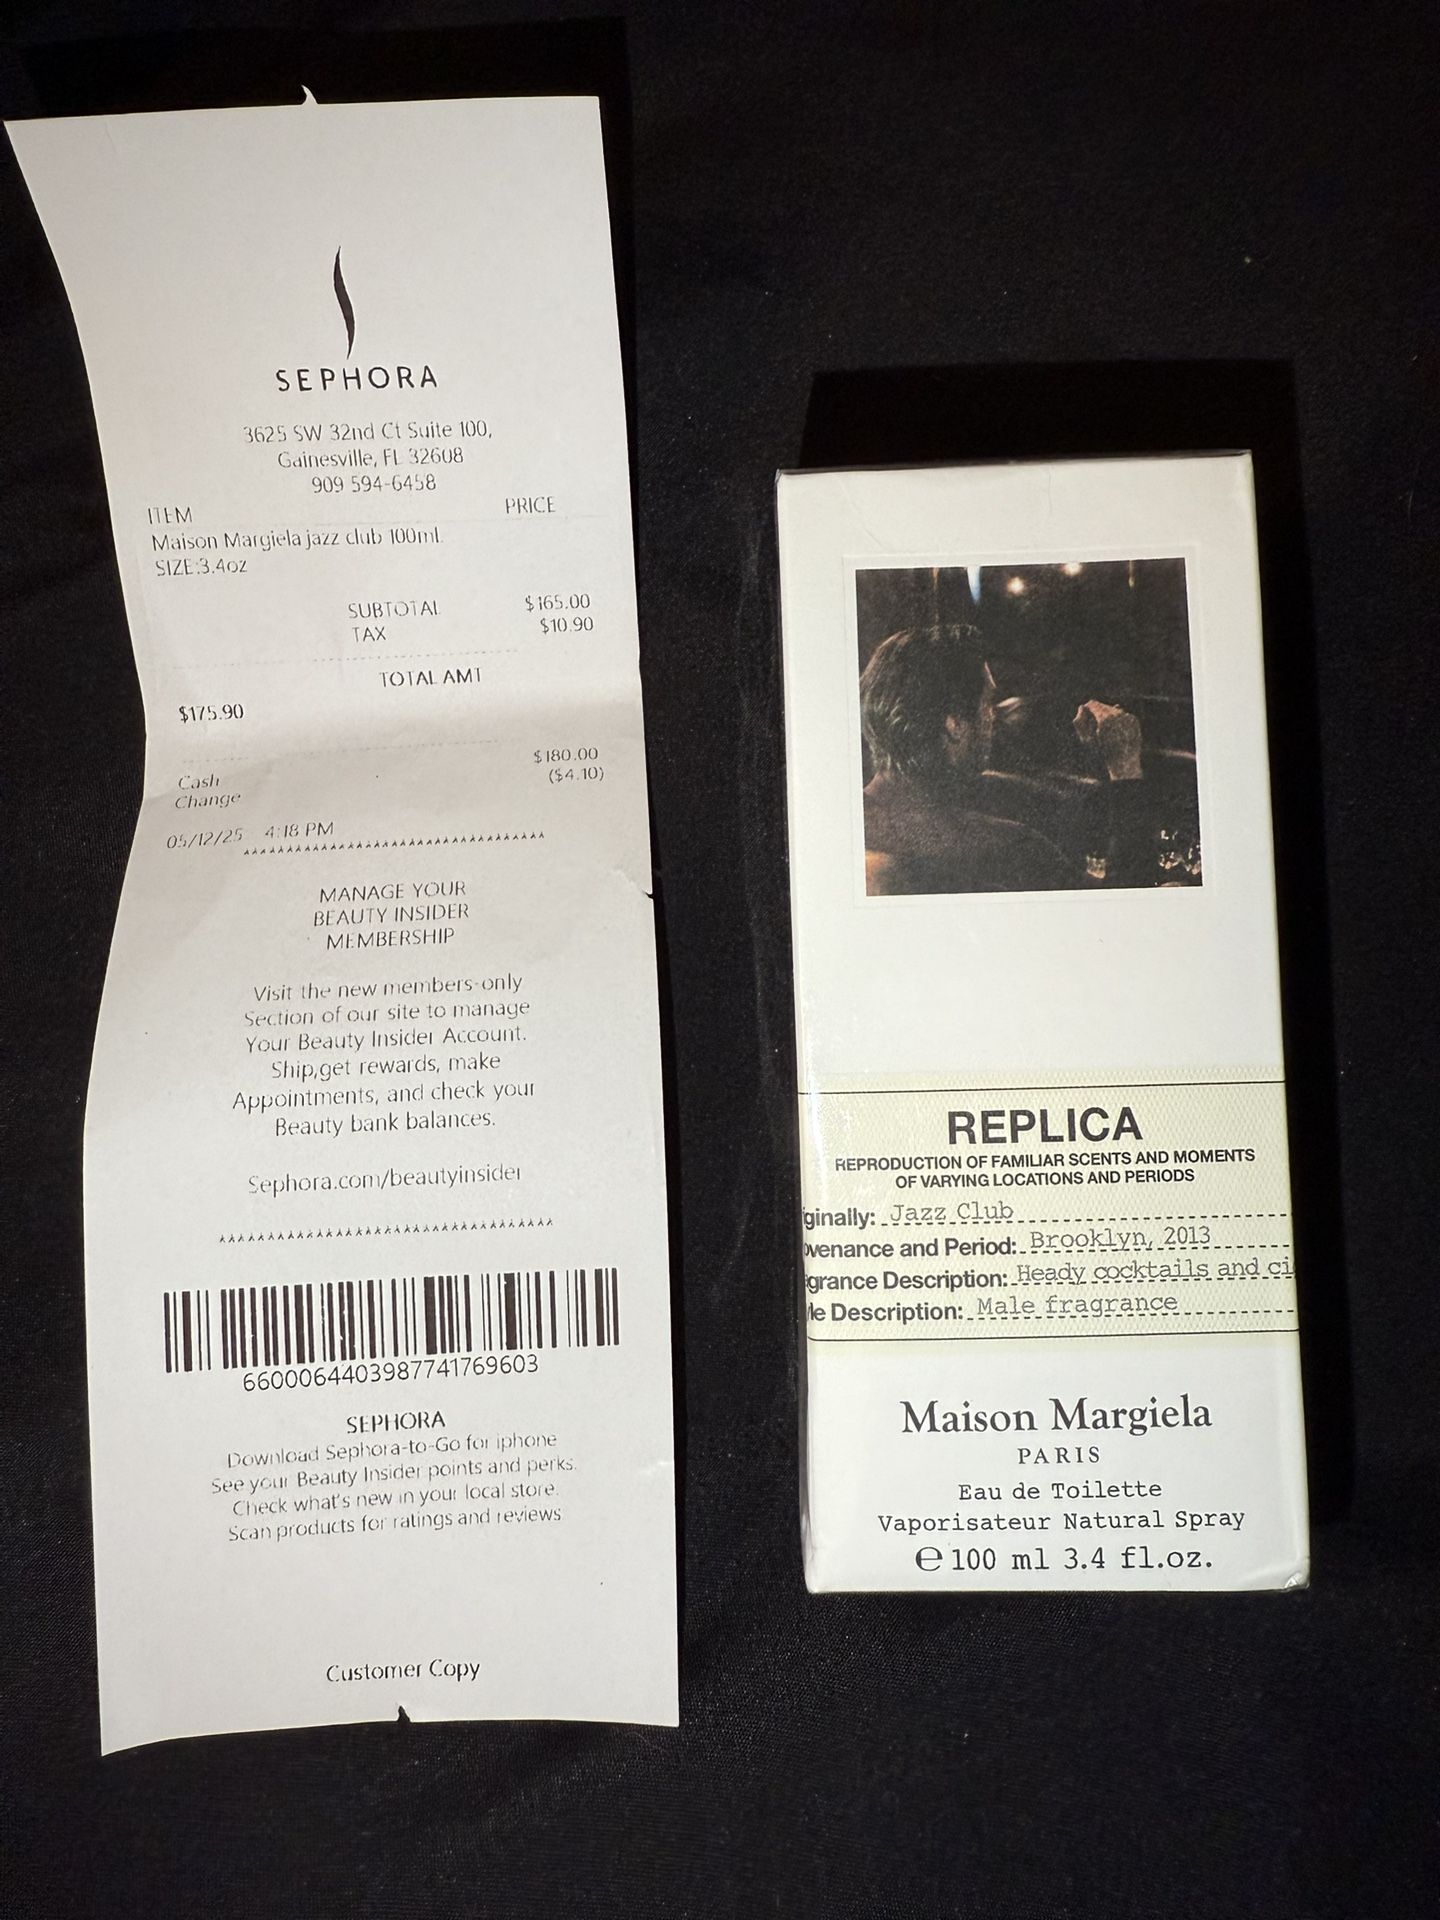 SEPHORA
3625 SW 32nd Ct Suite 100,
Gainesville, FL 32608
909 594-6458
ITEM PRICE
Maison Margiela jazz club 100ml.
SIZE:3.4oz
SUBTOTAL $165.00
TAX $10.90
TOTAL AMT
$175.90
Cash $180.00
Change ($4.10)
05/12/25 4:18 PM
MANAGE YOUR
BEAUTY INSIDER
MEMBERSHIP
Visit the new members-only
Section of our site to manage
Your Beauty Insider Account.
Ship,get rewards, make
Appointments, and check your
Beauty bank balances.
Sephora.com/beautyinsider
6600064403987741769603
SEPHORA
Download Sephora-to-Go for iphone
See your Beauty Insider points and perks.
Check what's new in your local store.
Scan products for ratings and reviews
Customer Copy
REPLICA
REPRODUCTION OF FAMILIAR SCENTS AND MOMENTS
OF VARYING LOCATIONS AND PERIODS
ginally: Jazz Club
venance and Period: Brooklyn, 2013
grance Description: Heady cocktails and ci
le Description: Male fragrance
Maison Margiela
PARIS
Eau de Toilette
Vaporisateur Natural Spray
℮ 100 ml 3.4 fl.oz.